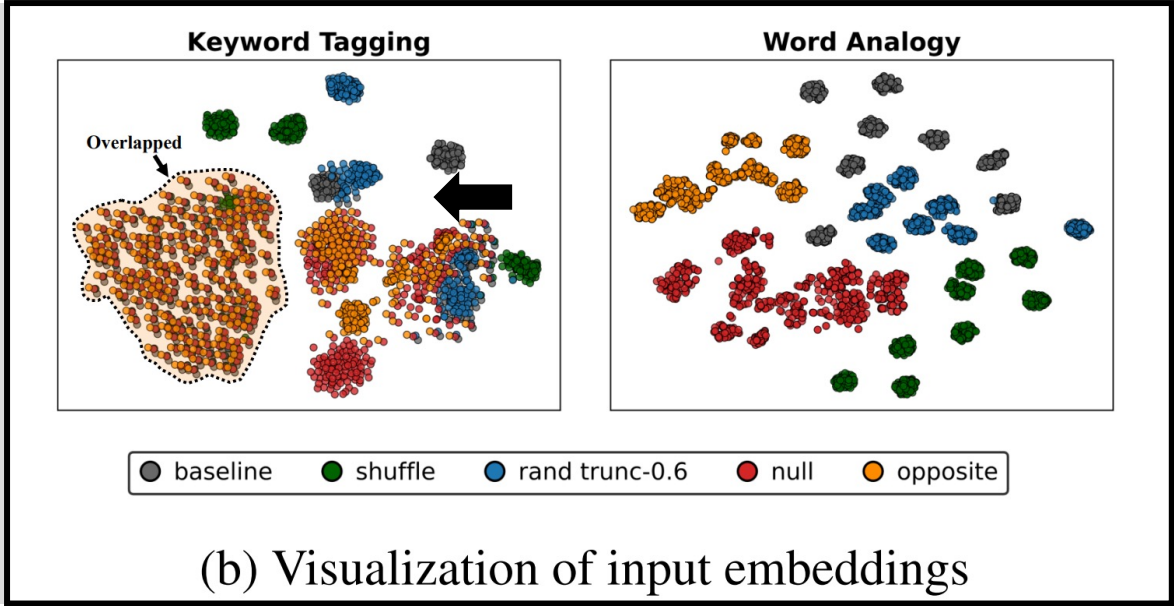 Keyword Tagging
Word Analogy
Overlapped
baseline shuffle rand trunc-0.6 null opposite
(b) Visualization of input embeddings